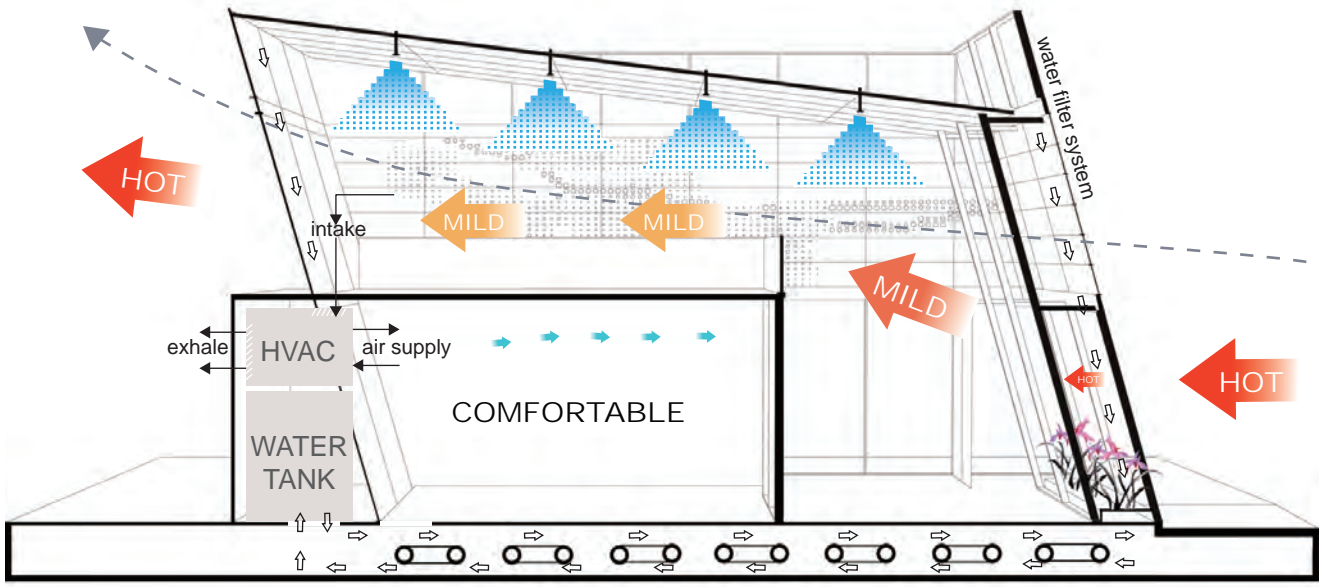 water filter system
HOT
MILD
MILD
intake
MILD
exhale
HVAC
air supply
HOT
HOT
COMFORTABLE
WATER
TANK